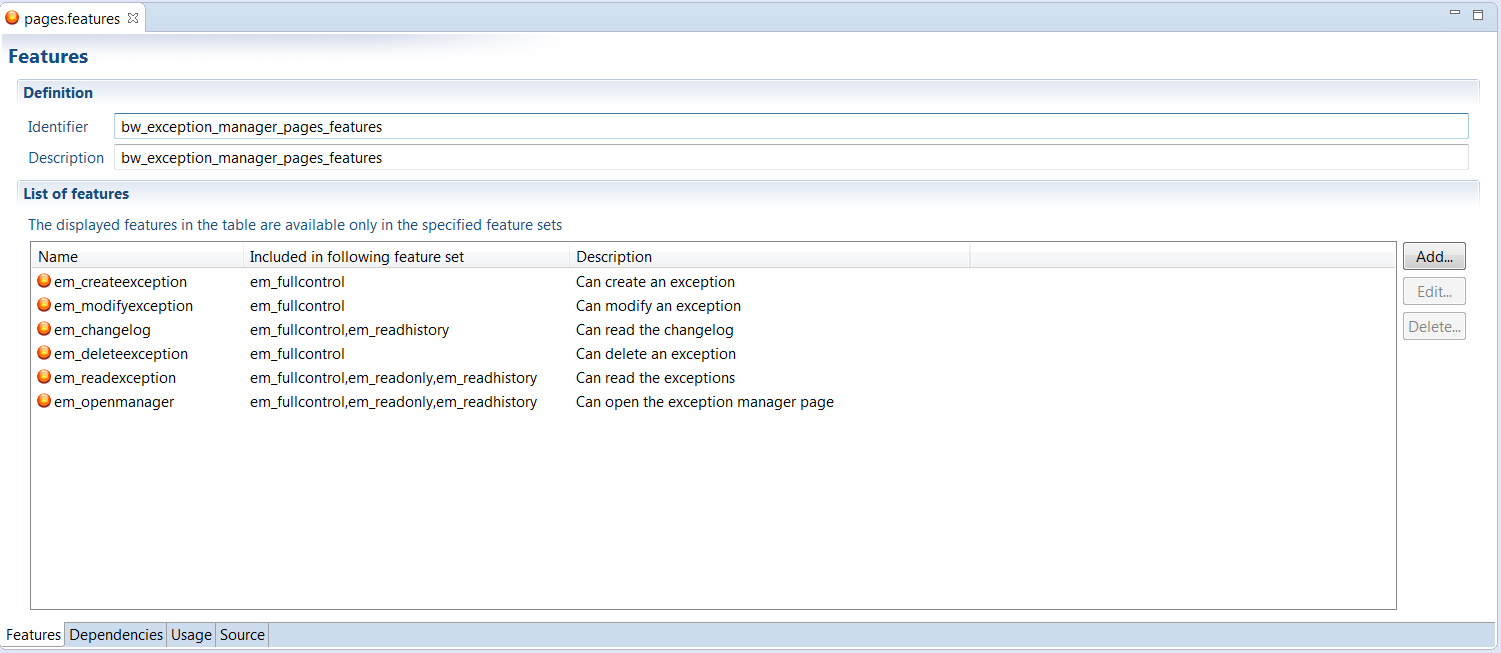 pages.features
Features
Definition
Identifier bw_exception_manager_pages_features
Description bw_exception_manager_pages_features
List of features
The displayed features in the table are available only in the specified feature sets
Name Included in following feature set Description
em_createexception em_fullcontrol Can create an exception
em_modifyexception em_fullcontrol Can modify an exception
em_changelog em_fullcontrol,em_readhistory Can read the changelog
em_deleteexception em_fullcontrol Can delete an exception
em_readexception em_fullcontrol,em_readonly,em_readhistory Can read the exceptions
em_openmanager em_fullcontrol,em_readonly,em_readhistory Can open the exception manager page
Add...
Edit...
Delete...
Features Dependencies Usage Source